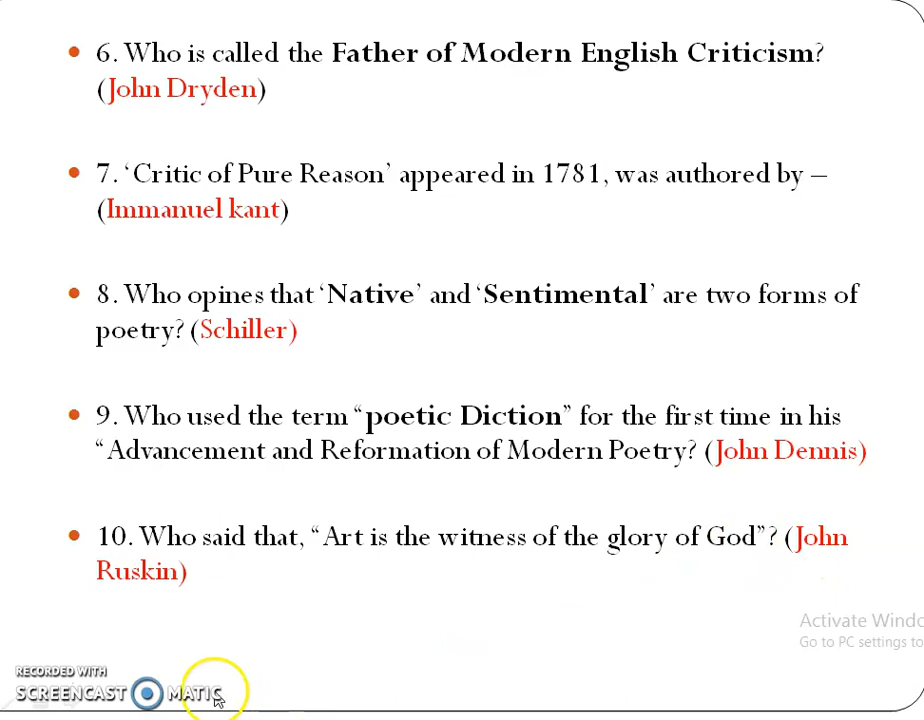 6. Who is called the Father of Modern English Criticism?
(John Dryden)
7. ‘Critic of Pure Reason’ appeared in 1781, was authored by –
(Immanuel kant)
8. Who opines that ‘Native’ and ‘Sentimental’ are two forms of
poetry? (Schiller)
9. Who used the term “poetic Diction” for the first time in his
“Advancement and Reformation of Modern Poetry? (John Dennis)
10. Who said that, “Art is the witness of the glory of God”? (John
Ruskin)
Activate Windo
Go to PC settings to
RECORDED WITH
SCREENCAST MATIC